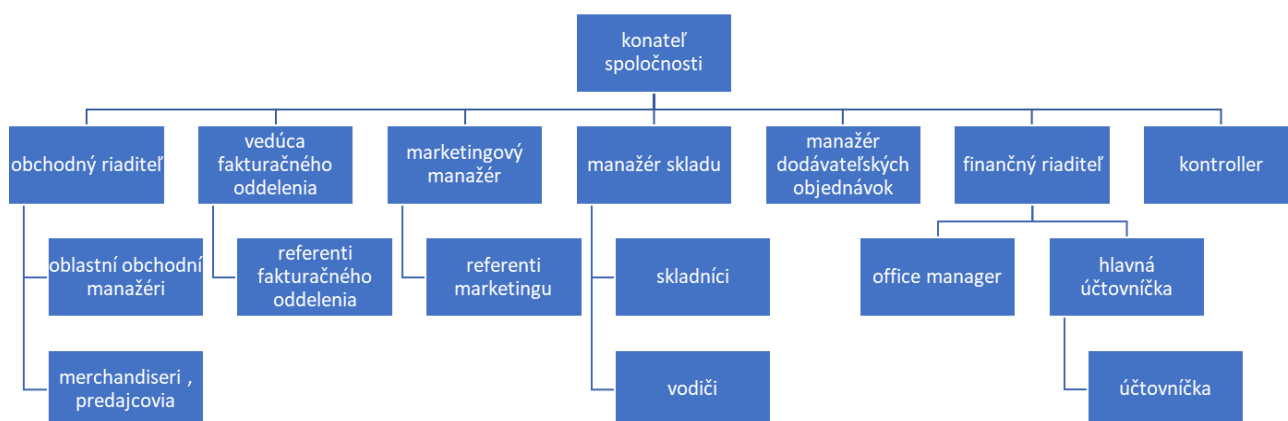 konateľ
spoločnosti
obchodný riaditeľ
vedúca
fakturačného
oddelenia
marketingový
manažér
manažér skladu
manažér
dodávateľských
objednávok
finančný riaditeľ
kontroller
oblastní obchodní
manažéri
referenti
fakturačného
oddelenia
referenti
marketingu
skladníci
office manager
hlavná
účtovníčka
merchandiseri ,
predajcovia
vodiči
účtovníčka